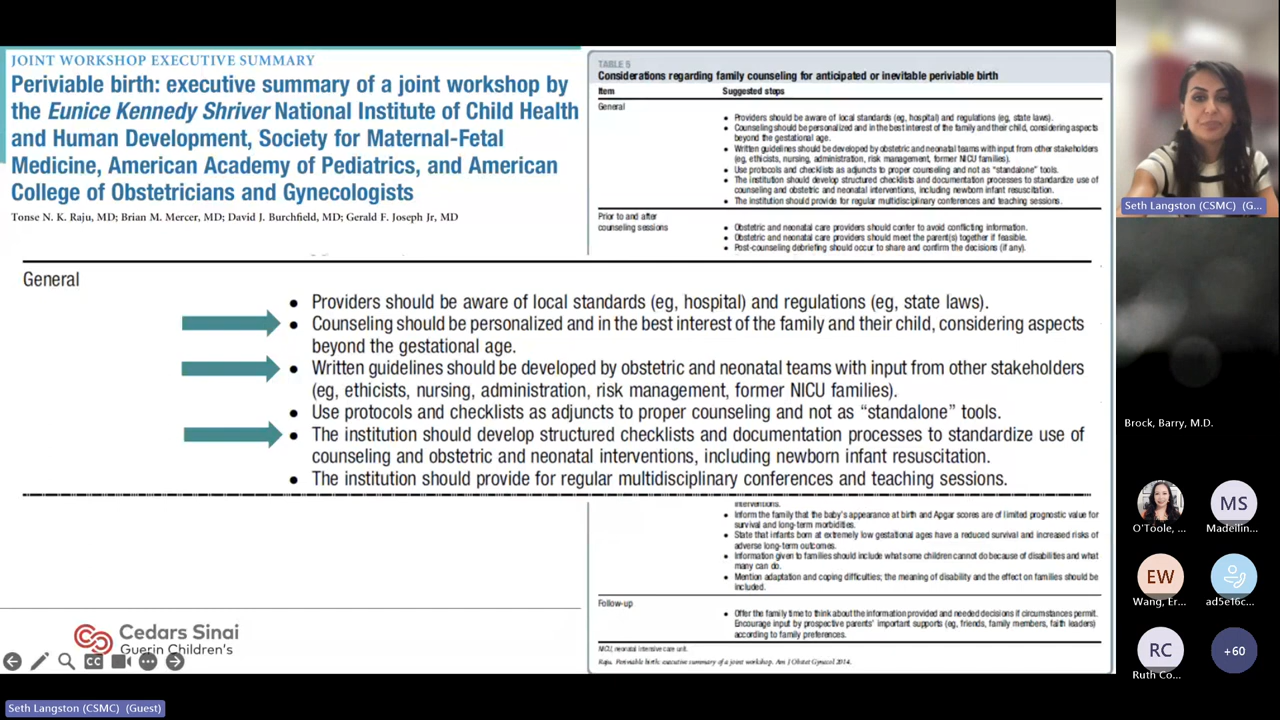 JOINT WORKSHOP EXECUTIVE SUMMARY
Periviable birth: executive summary of a joint workshop by
the Eunice Kennedy Shriver National Institute of Child Health
and Human Development, Society for Maternal-Fetal
Medicine, American Academy of Pediatrics, and American
College of Obstetricians and Gynecologists
Tonse N. K. Raju, MD; Brian M. Mercer, MD; David J. Burchfield, MD; Gerald F. Joseph Jr, MD
TABLE 5
Considerations regarding family counseling for anticipated or inevitable periviable birth
Item Suggested steps
General
• Providers should be aware of local standards (eg, hospital) and regulations (eg, state laws).
• Counseling should be personalized and in the best interest of the family and their child, considering aspects
beyond the gestational age.
• Written guidelines should be developed by obstetric and neonatal teams with input from other stakeholders
(eg, ethicists, nursing, administration, risk management, former NICU families).
• Use protocols and checklists as adjuncts to proper counseling and not as “standalone” tools.
• The institution should develop structured checklists and documentation processes to standardize use of
counseling and obstetric and neonatal interventions, including newborn infant resuscitation.
• The institution should provide for regular multidisciplinary conferences and teaching sessions.
Prior to and after
counseling sessions
• Obstetric and neonatal care providers should confer to avoid conflicting information.
• Obstetric and neonatal care providers should meet the parent(s) together if feasible.
• Post-counseling debriefing should occur to share and confirm the decisions (if any).
General
• Providers should be aware of local standards (eg, hospital) and regulations (eg, state laws).
• Counseling should be personalized and in the best interest of the family and their child, considering aspects
beyond the gestational age.
• Written guidelines should be developed by obstetric and neonatal teams with input from other stakeholders
(eg, ethicists, nursing, administration, risk management, former NICU families).
• Use protocols and checklists as adjuncts to proper counseling and not as “standalone” tools.
• The institution should develop structured checklists and documentation processes to standardize use of
counseling and obstetric and neonatal interventions, including newborn infant resuscitation.
• The institution should provide for regular multidisciplinary conferences and teaching sessions.
interventions.
• Inform the family that the baby's appearance at birth and Apgar scores are of limited prognostic value for
survival and long-term morbidities.
• State that infants born at extremely low gestational ages have a reduced survival and increased risks of
adverse long-term outcomes.
• Information given to families should include what some children cannot do because of disabilities and what
many can do.
• Mention adaptation and coping difficulties; the meaning of disability and the effect on families should be
included.
Follow-up
• Offer the family time to think about the information provided and needed decisions if circumstances permit.
Encourage input by prospective parents' important supports (eg, friends, family members, faith leaders)
according to family preferences.
NICU, neonatal intensive care unit.
Raju. Periviable birth: executive summary of a joint workshop. Am J Obstet Gynecol 2014.
Cedars Sinai
Guerin Children's
CC
Seth Langston (CSMC) (Guest)
Seth Langston (CSMC) (G...
Brock, Barry, M.D.
O'Toole, ...
MS
Madeilin...
EW
Wang, Er...
ad5e16c...
RC
Ruth Co...
+60